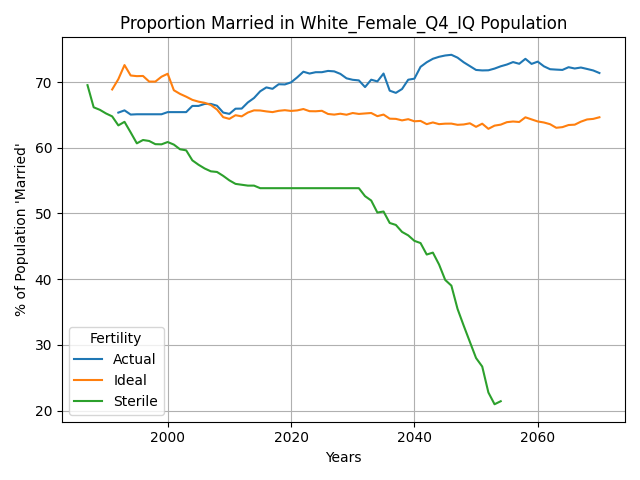 Proportion Married in White_Female_Q4_IQ Population
% of Population 'Married'
70
60
50
40
30
20
Fertility
Actual
Ideal
Sterile
2000
2020
2040
2060
Years